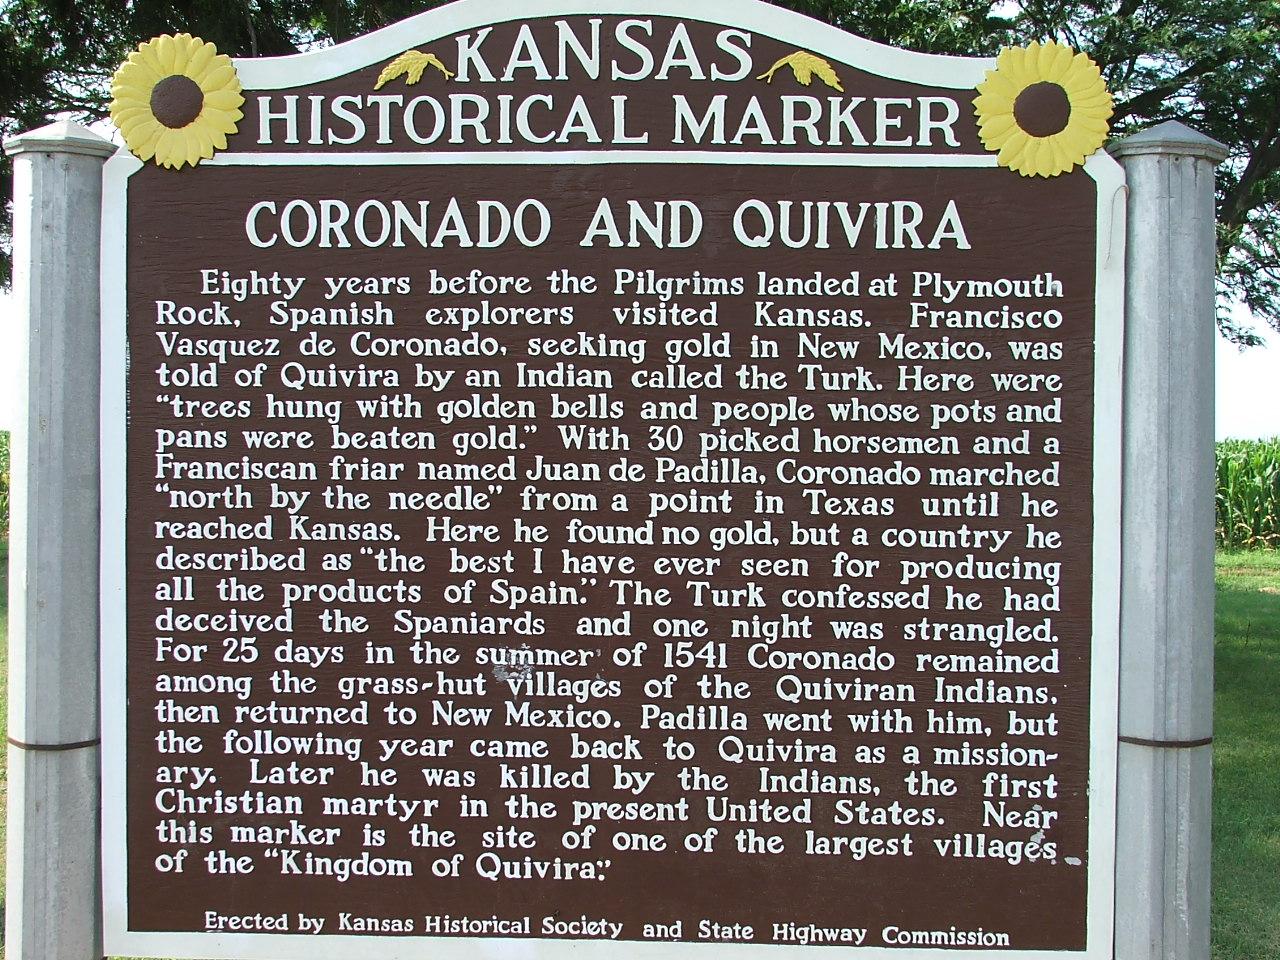 KANSAS
HISTORICAL MARKER
CORONADO AND QUIVIRA
Eighty years before the Pilgrims landed at Plymouth
Rock, Spanish explorers visited Kansas. Francisco
Vasquez de Coronado, seeking gold in New Mexico, was
told of Quivira by an Indian called the Turk. Here were
“trees hung with golden bells and people whose pots and
pans were beaten gold.” With 30 picked horsemen and a
Franciscan friar named Juan de Padilla, Coronado marched
“north by the needle” from a point in Texas until he
reached Kansas. Here he found no gold, but a country he
described as “the best I have ever seen for producing
all the products of Spain.” The Turk confessed he had
deceived the Spaniards and one night was strangled.
For 25 days in the summer of 1541 Coronado remained
among the grass-hut villages of the Quiviran Indians,
then returned to New Mexico. Padilla went with him, but
the following year came back to Quivira as a mission-
ary. Later he was killed by the Indians, the first
Christian martyr in the present United States. Near
this marker is the site of one of the largest villages
of the “Kingdom of Quivira.”
Erected by Kansas Historical Society and State Highway Commission